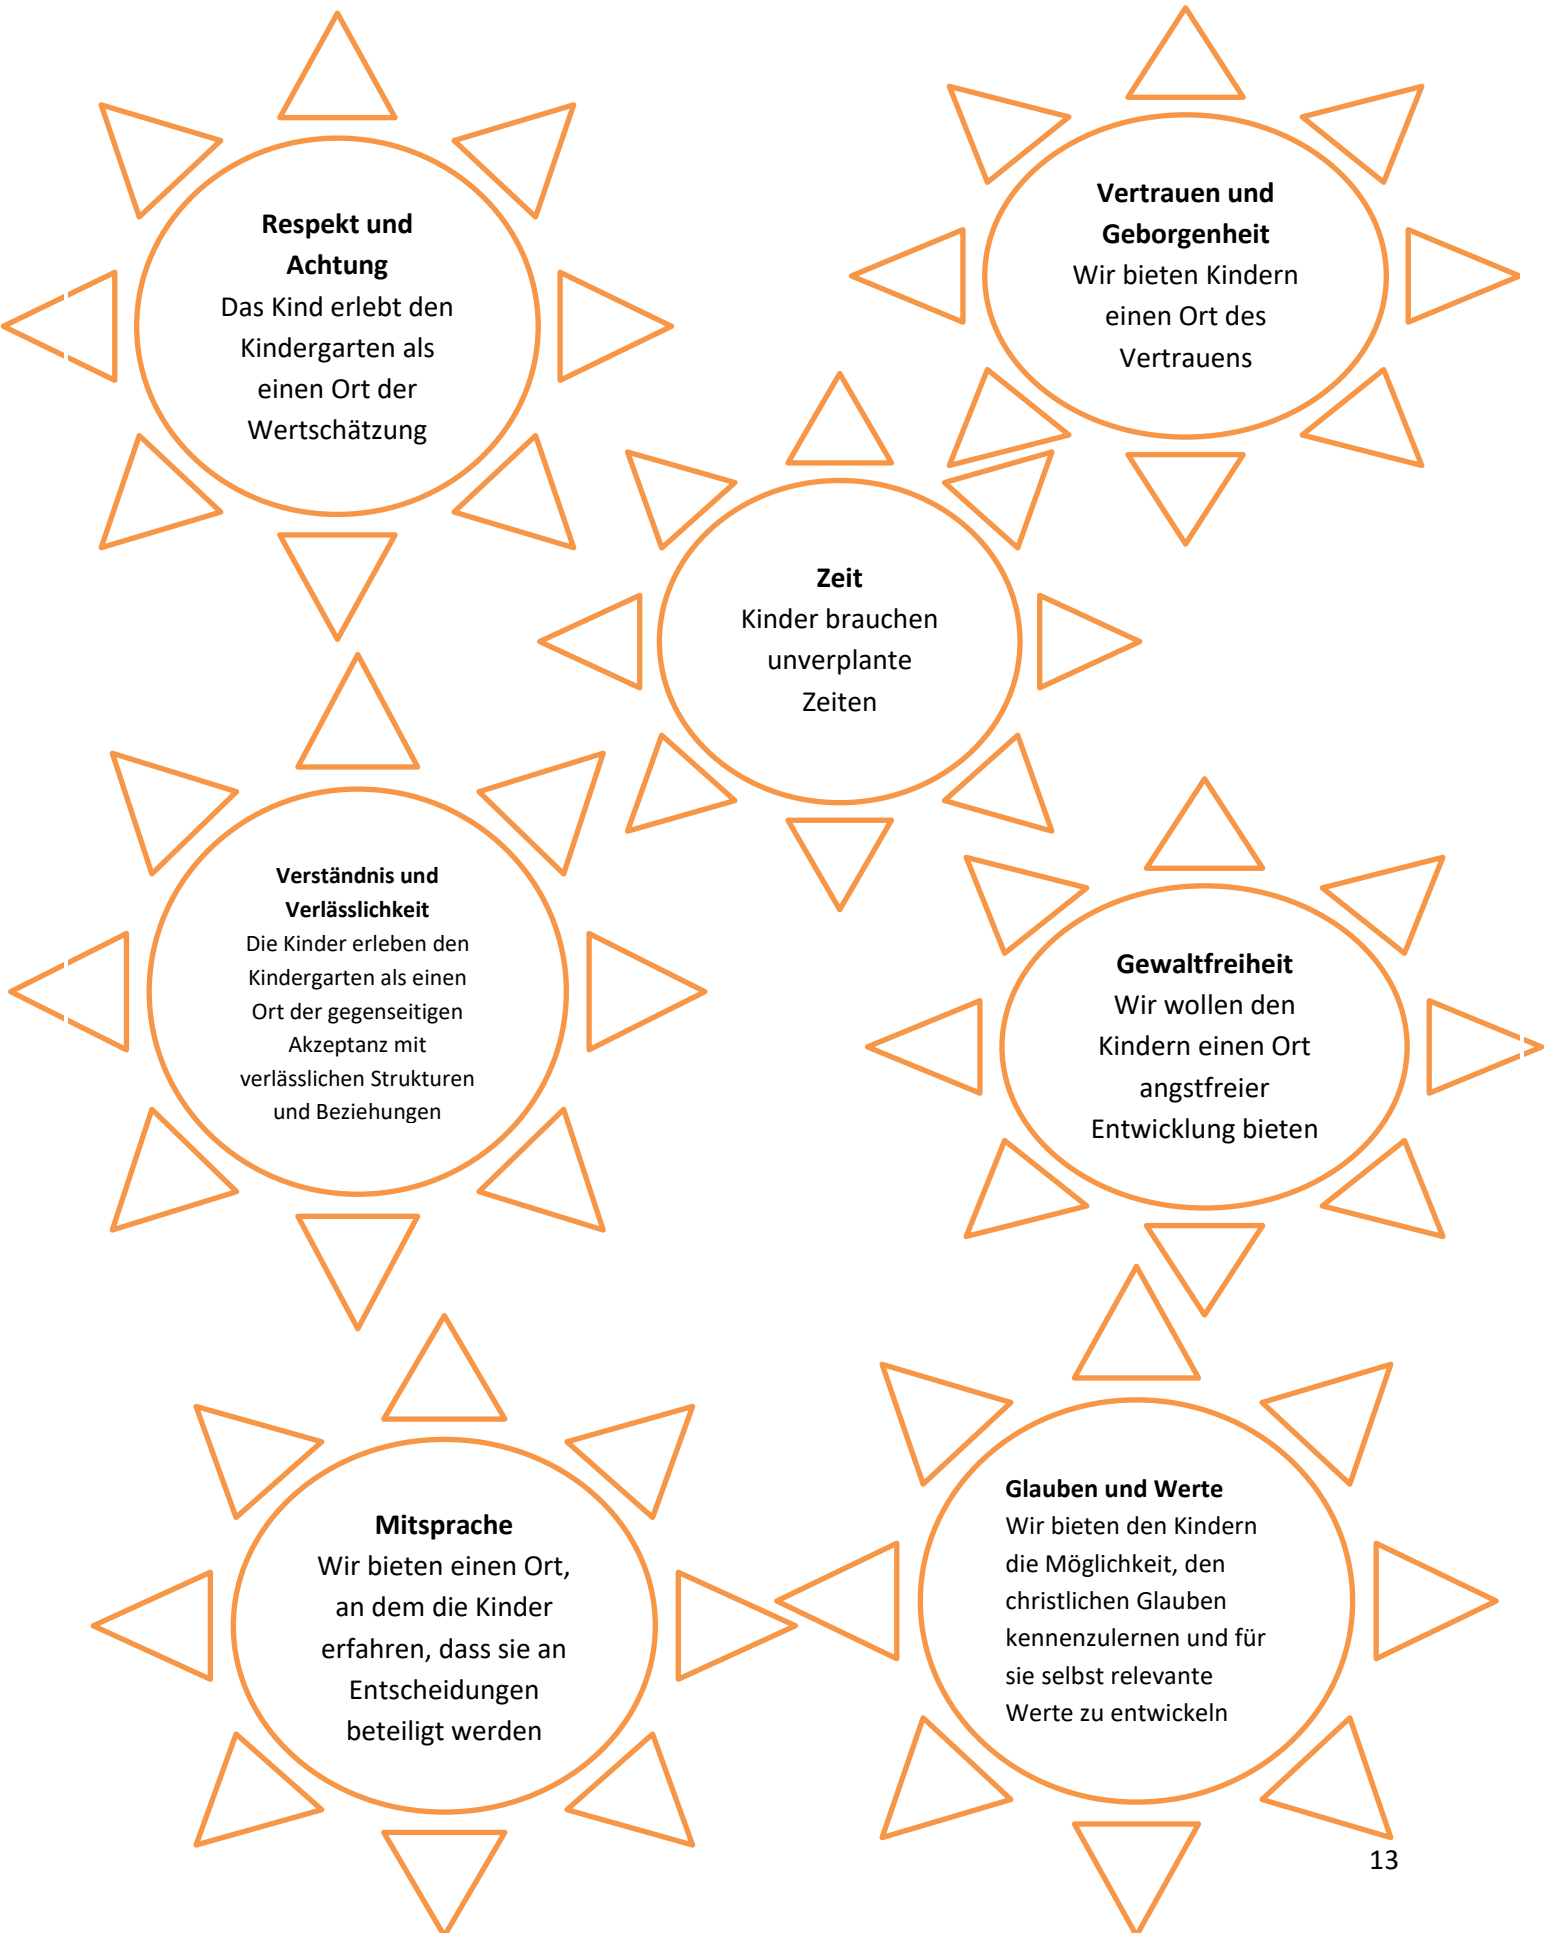 Respekt und
Achtung
Das Kind erlebt den
Kindergarten als
einen Ort der
Wertschätzung
Vertrauen und
Geborgenheit
Wir bieten Kindern
einen Ort des
Vertrauens
Zeit
Kinder brauchen
unverplante
Zeiten
Verständnis und
Verlässlichkeit
Die Kinder erleben den
Kindergarten als einen
Ort der gegenseitigen
Akzeptanz mit
verlässlichen Strukturen
und Beziehungen
Gewaltfreiheit
Wir wollen den
Kindern einen Ort
angstfreier
Entwicklung bieten
Mitsprache
Wir bieten einen Ort,
an dem die Kinder
erfahren, dass sie an
Entscheidungen
beteiligt werden
Glauben und Werte
Wir bieten den Kindern
die Möglichkeit, den
christlichen Glauben
kennenzulernen und für
sie selbst relevante
Werte zu entwickeln
13